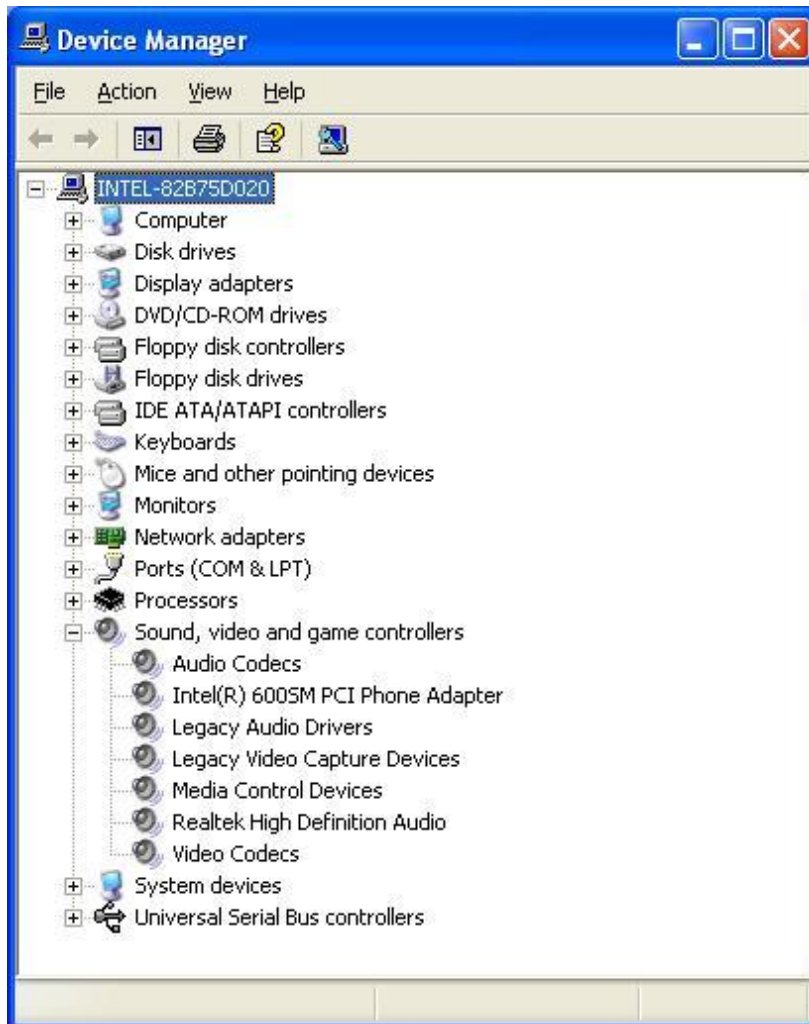 Device Manager
File Action View Help
INTEL-82B75D020
Computer
Disk drives
Display adapters
DVD/CD-ROM drives
Floppy disk controllers
Floppy disk drives
IDE ATA/ATAPI controllers
Keyboards
Mice and other pointing devices
Monitors
Network adapters
Ports (COM & LPT)
Processors
Sound, video and game controllers
Audio Codecs
Intel(R) 600SM PCI Phone Adapter
Legacy Audio Drivers
Legacy Video Capture Devices
Media Control Devices
Realtek High Definition Audio
Video Codecs
System devices
Universal Serial Bus controllers